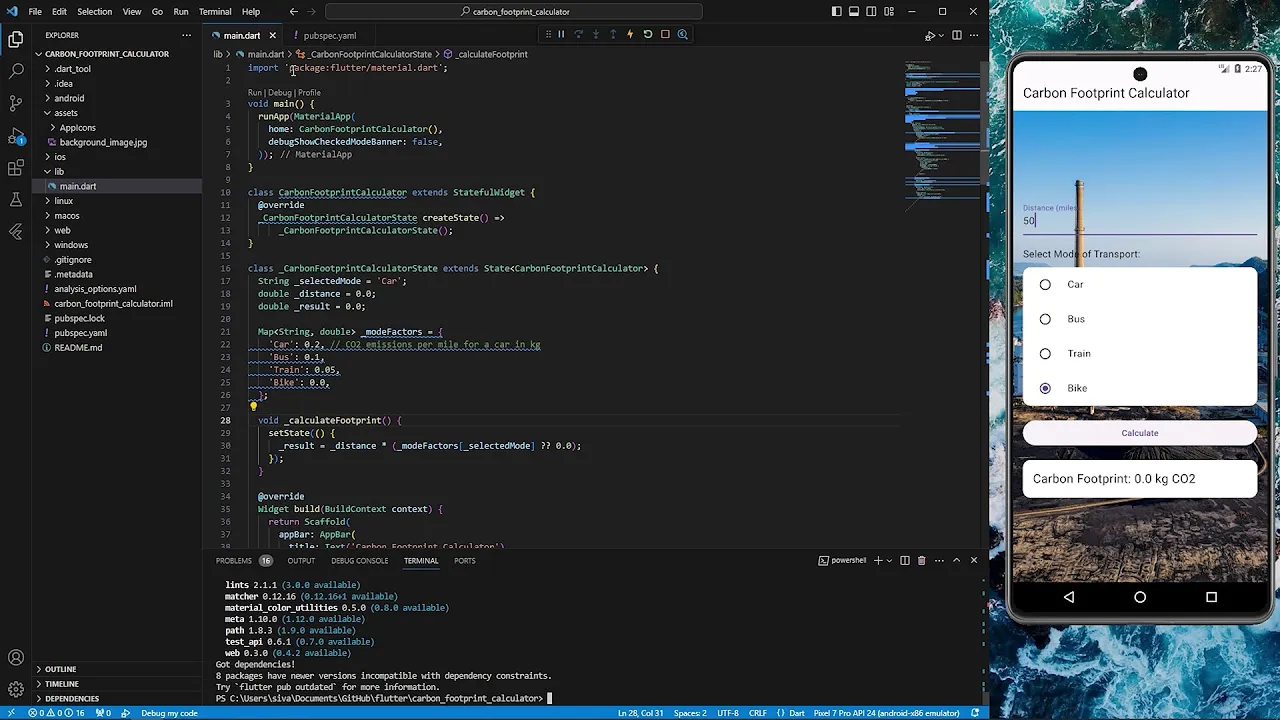 File Edit Selection View Go Run Terminal Help
carbon_footprint_calculator
EXPLORER
CARBON_FOOTPRINT_CALCULATOR
.dart_tool
.idea
android
appicons
background_images
ios
lib
main.dart
linux
macos
web
windows
.gitignore
.metadata
analysis_options.yaml
carbon_footprint_calculator.iml
pubspec.lock
pubspec.yaml
README.md
OUTLINE
TIMELINE
DEPENDENCIES
main.dart
pubspec.yaml
lib > main.dart > _CarbonFootprintCalculatorState > _calculateFootprint
1 import 'package:flutter/material.dart';
Run | Debug | Profile
void main() {
runApp(MaterialApp(
5 home: CarbonFootprintCalculator(),
6 debugShowCheckedModeBanner: false,
7 )); // MaterialApp
10 class CarbonFootprintCalculator extends StatefulWidget {
11 @override
12 _CarbonFootprintCalculatorState createState() =>
13 _CarbonFootprintCalculatorState();
14 }
15
16 class _CarbonFootprintCalculatorState extends State<CarbonFootprintCalculator> {
17 String _selectedMode = 'Car';
18 double _distance = 0.0;
19 double _result = 0.0;
20
21 Map<String, double> _modeFactors = {
22 'Car': 0.2, // CO2 emissions per mile for a car in kg
23 'Bus': 0.1,
24 'Train': 0.05,
25 'Bike': 0.0,
26 };
27
28 void _calculateFootprint() {
29 setState(() {
30 _result = _distance * (_modeFactors[_selectedMode] ?? 0.0);
31 });
32 }
33
34 @override
35 Widget build(BuildContext context) {
36 return Scaffold(
37 appBar: AppBar(
38 title: Text('Carbon Footprint Calculator')
PROBLEMS 16 OUTPUT DEBUG CONSOLE TERMINAL PORTS
powershell
lints 2.1.1 (3.0.0 available)
matcher 0.12.16 (0.12.16+1 available)
material_color_utilities 0.5.0 (0.8.0 available)
meta 1.10.0 (1.12.0 available)
path 1.8.3 (1.9.0 available)
test_api 0.6.1 (0.7.0 available)
web 0.3.0 (0.4.2 available)
Got dependencies!
8 packages have newer versions incompatible with dependency constraints.
Try `flutter pub outdated` for more information.
PS C:\Users\siva\Documents\GitHub\flutter\carbon_footprint_calculator>
0 0 16 0 Debug my code
Ln 28, Col 31 Spaces: 2 UTF-8 CRLF {} Dart Pixel 7 Pro API 24 (android-x86 emulator)
2:27
Carbon Footprint Calculator
Distance (miles
50
Select Mode of Transport:
Car
Bus
Train
Bike
Calculate
Carbon Footprint: 0.0 kg CO2